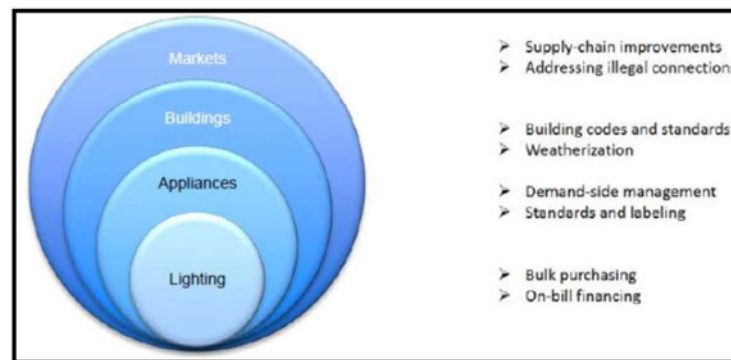 Markets
➢ Supply-chain improvements
➢ Addressing illegal connections
Buildings
➢ Building codes and standards
➢ Weatherization
Appliances
➢ Demand-side management
➢ Standards and labeling
Lighting
➢ Bulk purchasing
➢ On-bill financing